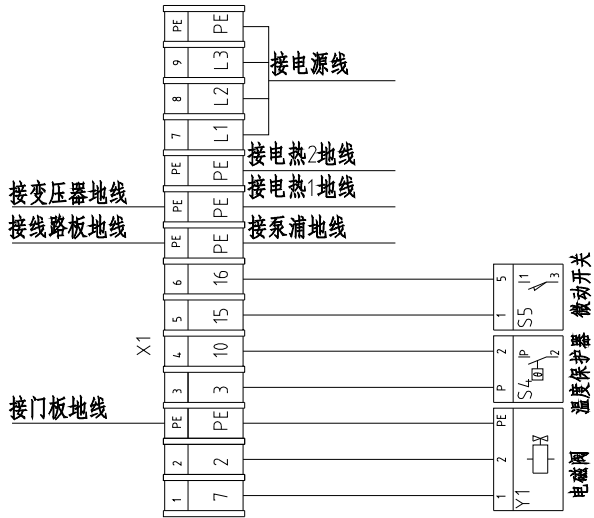 PE PE
9 L3
接电源线
8 L2
7 L1
PE PE 接电热2地线
接变压器地线 PE PE 接电热1地线
接线路板地线 PE PE 接泵浦地线
6 16 5 1 3 微动开关
5 15 1 S5
X1
4 10 2 P 2 温度保护器
3 3 P S4 θ
接门板地线 PE PE PE
2 2 2 电磁阀
1 7 1 Y1